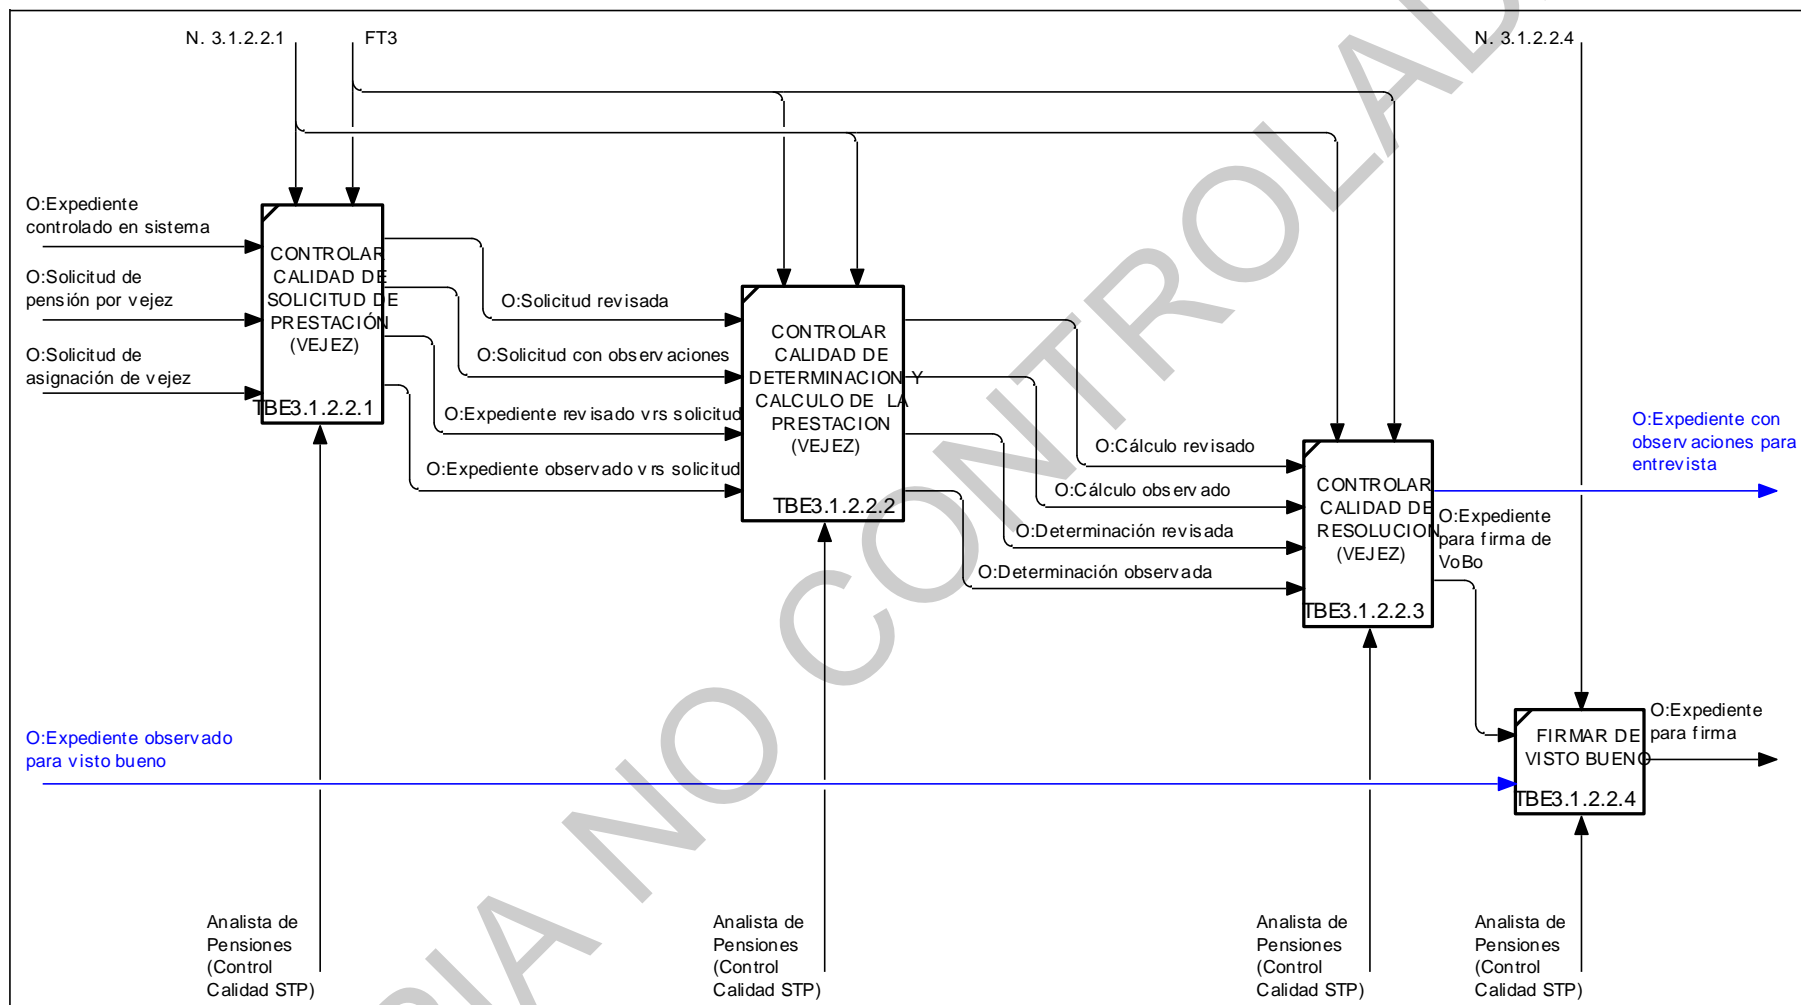 N. 3.1.2.2.1
FT3
N. 3.1.2.2.4
O:Expediente
controlado en sistema
O:Solicitud de
pensión por vejez
O:Solicitud de
asignación de vejez
CONTROLAR
CALIDAD DE
SOLICITUD DE
PRESTACIÓN
(VEJEZ)
TBE3.1.2.2.1
O:Solicitud revisada
O:Solicitud con observaciones
O:Expediente revisado vrs solicitud
O:Expediente observado vrs solicitud
CONTROLAR
CALIDAD DE
DETERMINACION Y
CALCULO DE LA
PRESTACION
(VEJEZ)
TBE3.1.2.2.2
O:Cálculo revisado
O:Cálculo observado
O:Determinación revisada
O:Determinación observada
CONTROLAR
CALIDAD DE
RESOLUCION
(VEJEZ)
TBE3.1.2.2.3
O:Expediente con
observaciones para
entrevista
O:Expediente
para firma de
VoBo
O:Expediente observado
para visto bueno
FIRMAR DE
VISTO BUENO
TBE3.1.2.2.4
O:Expediente
para firma
Analista de
Pensiones
(Control
Calidad STP)
Analista de
Pensiones
(Control
Calidad STP)
Analista de
Pensiones
(Control
Calidad STP)
Analista de
Pensiones
(Control
Calidad STP)
NO CONTROLAD